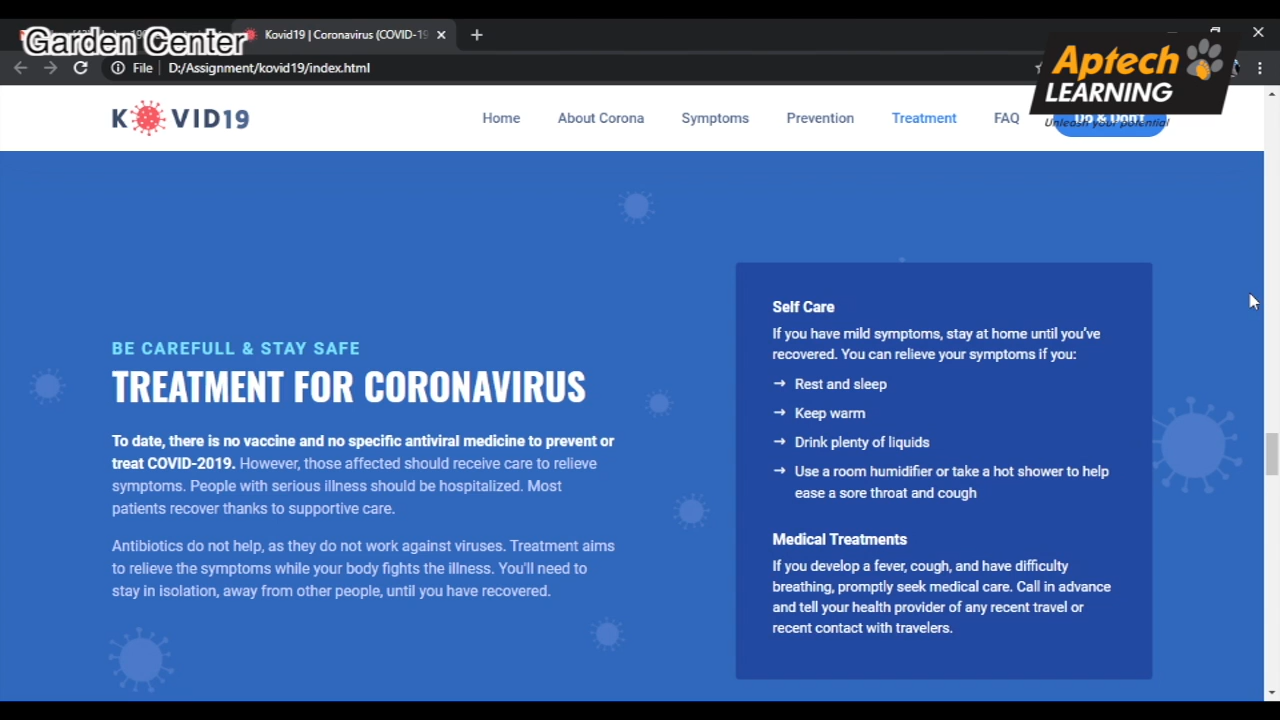 Garden Center
Kovid19 | Coronavirus (COVID-19
File
D:/Assignment/kovid19/index.html
Aptech
LEARNING
Unleash your potential
K VID19
Home
About Corona
Symptoms
Prevention
Treatment
FAQ
Do & Don't
BE CAREFULL & STAY SAFE
TREATMENT FOR CORONAVIRUS
To date, there is no vaccine and no specific antiviral medicine to prevent or
treat COVID-2019. However, those affected should receive care to relieve
symptoms. People with serious illness should be hospitalized. Most
patients recover thanks to supportive care.
Antibiotics do not help, as they do not work against viruses. Treatment aims
to relieve the symptoms while your body fights the illness. You'll need to
stay in isolation, away from other people, until you have recovered.
Self Care
If you have mild symptoms, stay at home until you've
recovered. You can relieve your symptoms if you:
→ Rest and sleep
→ Keep warm
→ Drink plenty of liquids
→ Use a room humidifier or take a hot shower to help
ease a sore throat and cough
Medical Treatments
If you develop a fever, cough, and have difficulty
breathing, promptly seek medical care. Call in advance
and tell your health provider of any recent travel or
recent contact with travelers.